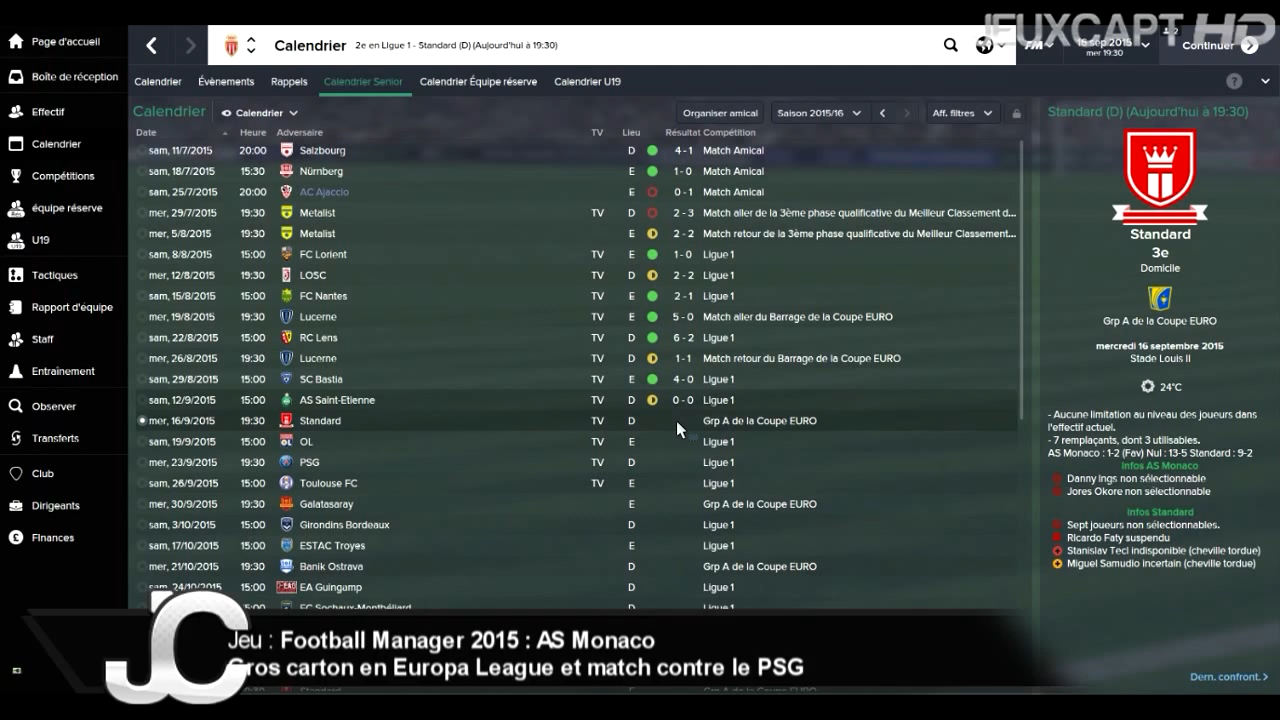 JEUXCAPT HD
Page d'accueil
Boîte de réception
Effectif
Calendrier
Compétitions
équipe réserve
U19
Tactiques
Rapport d'équipe
Staff
Entraînement
Observer
Transferts
Club
Dirigeants
Finances
Calendrier 2e en Ligue 1 - Standard (D) (Aujourd'hui à 19:30)
16 sep 2015
mer 19:30
Continuer
Calendrier Évènements Rappels Calendrier Senior Calendrier Équipe réserve Calendrier U19
Calendrier Calendrier Organiser amical Saison 2015/16 Aff. filtres
Date Heure Adversaire TV Lieu Résultat Compétition
sam, 11/7/2015 20:00 Salzbourg D 4-1 Match Amical
sam, 18/7/2015 15:30 Nürnberg E 1-0 Match Amical
sam, 25/7/2015 20:00 AC Ajaccio E 0-1 Match Amical
mer, 29/7/2015 19:30 Metalist TV D 2-3 Match aller de la 3ème phase qualificative du Meilleur Classement d...
mer, 5/8/2015 19:30 Metalist E D 2-2 Match retour de la 3ème phase qualificative du Meilleur Classement...
sam, 8/8/2015 15:00 FC Lorient TV E 1-0 Ligue 1
mer, 12/8/2015 19:30 LOSC TV D D 2-2 Ligue 1
sam, 15/8/2015 15:00 FC Nantes TV E 2-1 Ligue 1
mer, 19/8/2015 19:30 Lucerne TV E 5-0 Match aller du Barrage de la Coupe EURO
sam, 22/8/2015 15:00 RC Lens TV D 6-2 Ligue 1
mer, 26/8/2015 19:30 Lucerne TV D D 1-1 Match retour du Barrage de la Coupe EURO
sam, 29/8/2015 15:00 SC Bastia TV E 4-0 Ligue 1
sam, 12/9/2015 15:00 AS Saint-Etienne TV D D 0-0 Ligue 1
mer, 16/9/2015 19:30 Standard TV D Grp A de la Coupe EURO
sam, 19/9/2015 15:00 OL TV E Ligue 1
mer, 23/9/2015 19:30 PSG TV D Ligue 1
sam, 26/9/2015 15:00 Toulouse FC TV E Ligue 1
mer, 30/9/2015 19:30 Galatasaray E Grp A de la Coupe EURO
sam, 3/10/2015 15:00 Girondins Bordeaux D Ligue 1
sam, 17/10/2015 15:00 ESTAC Troyes E Ligue 1
mer, 21/10/2015 19:30 Banik Ostrava D Grp A de la Coupe EURO
sam, 24/10/2015 15:00 EA Guingamp D Ligue 1
FC Sochaux-Montbéliard D Ligue 1
Standard (D) (Aujourd'hui à 19:30)
Standard
3e
Domicile
Grp A de la Coupe EURO
mercredi 16 septembre 2015
Stade Louis II
24°C
- Aucune limitation au niveau des joueurs dans
l'effectif actuel.
- 7 remplaçants, dont 3 utilisables.
AS Monaco : 1-2 (Fav) Nul : 13-5 Standard : 9-2
Infos AS Monaco
Danny Ings non sélectionnable
Jores Okore non sélectionnable
Infos Standard
Sept joueurs non sélectionnables.
Ricardo Faty suspendu
Stanislav Tecl indisponible (cheville tordue)
Miguel Samudio incertain (cheville tordue)
Dern. confront. >
JC
Jeu : Football Manager 2015 : AS Monaco
Gros carton en Europa League et match contre le PSG